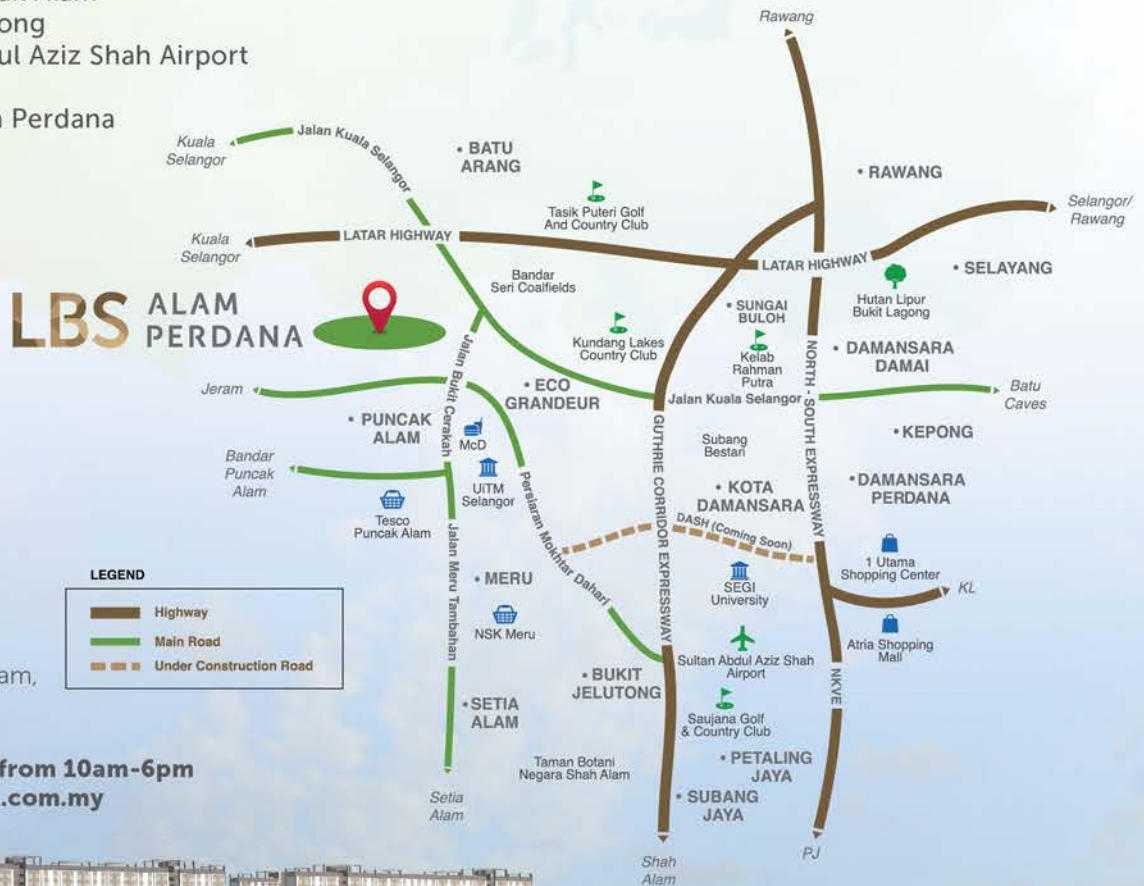 ong
ul Aziz Shah Airport
Perdana
Rawang
Kuala
Selangor
Jalan Kuala Selangor
• BATU
ARANG
• RAWANG
Tasik Puteri Golf
And Country Club
Selangor/
Rawang
Kuala
Selangor
LATAR HIGHWAY
LATAR HIGHWAY
Bandar
Seri Coalfields
• SELAYANG
Hutan Lipur
Bukit Lagong
LBS ALAM
PERDANA
• SUNGAI
BULOH
Kundang Lakes
Country Club
Kelab
Rahman
Putra
• DAMANSARA
DAMAI
Jalan Bukit Cerakah
NORTH - SOUTH EXPRESSWAY
Jeram
• ECO
GRANDEUR
Jalan Kuala Selangor
Batu
Caves
• PUNCAK
ALAM
McD
GUTHRIE CORRIDOR EXPRESSWAY
Subang
Bestari
• KEPONG
Bandar
Puncak
Alam
UiTM
Selangor
Persiaran Mokhtar Dahari
• KOTA
DAMANSARA
• DAMANSARA
PERDANA
Tesco
Puncak Alam
DASH (Coming Soon)
Jalan Meru Tambahan
1 Utama
Shopping Center
LEGEND
Highway
Main Road
Under Construction Road
• MERU
SEGI
University
KL
NSK Meru
Atria Shopping
Mall
Sultan Abdul Aziz Shah
Airport
am,
• BUKIT
JELUTONG
NKVE
• SETIA
ALAM
Saujana Golf
& Country Club
Taman Botani
Negara Shah Alam
• PETALING
JAYA
from 10am-6pm
.com.my
Setia
Alam
• SUBANG
JAYA
Shah
Alam
PJ